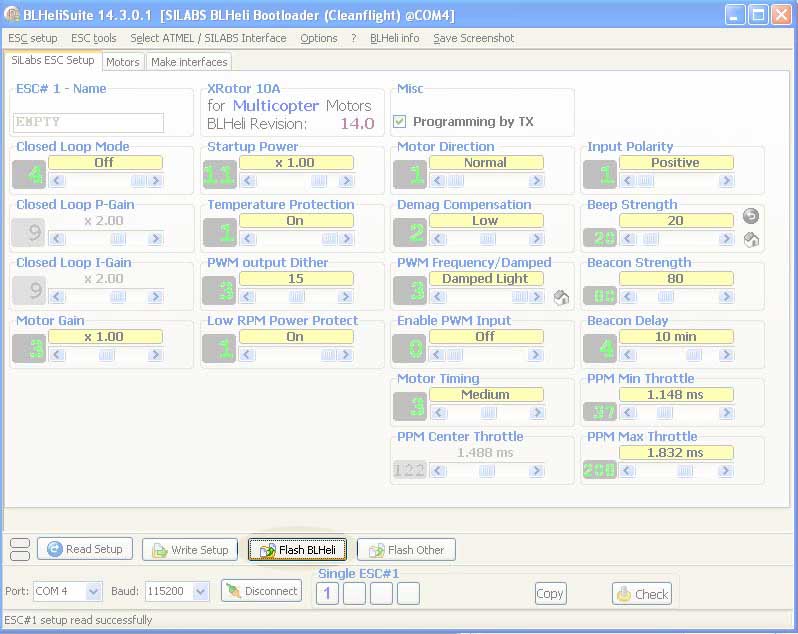 BLHeliSuite 14.3.0.1 [SILABS BLHeli Bootloader (Cleanflight) @COM4]
ESC setup ESC tools Select ATMEL / SILABS Interface Options ? BLHeli info Save Screenshot
SiLabs ESC Setup Motors Make interfaces
ESC# 1 - Name
EMPTY
XRotor 10A
for Multicopter Motors
BLHeli Revision: 14.0
Misc
Programming by TX
Closed Loop Mode
Off
4
Startup Power
x 1.00
11
Motor Direction
Normal
1
Input Polarity
Positive
1
Closed Loop P-Gain
x 2.00
9
Temperature Protection
On
1
Demag Compensation
Low
2
Beep Strength
20
20
Closed Loop I-Gain
x 2.00
9
PWM output Dither
15
3
PWM Frequency/Damped
Damped Light
3
Beacon Strength
80
80
Motor Gain
x 1.00
3
Low RPM Power Protect
On
1
Enable PWM Input
Off
0
Beacon Delay
10 min
4
Motor Timing
Medium
3
PPM Min Throttle
1.148 ms
37
PPM Center Throttle
1.488 ms
122
PPM Max Throttle
1.832 ms
208
Read Setup Write Setup Flash BLHeli Flash Other
Single ESC#1
Port: COM 4 Baud: 115200 Disconnect 1 Copy Check
ESC#1 setup read successfully